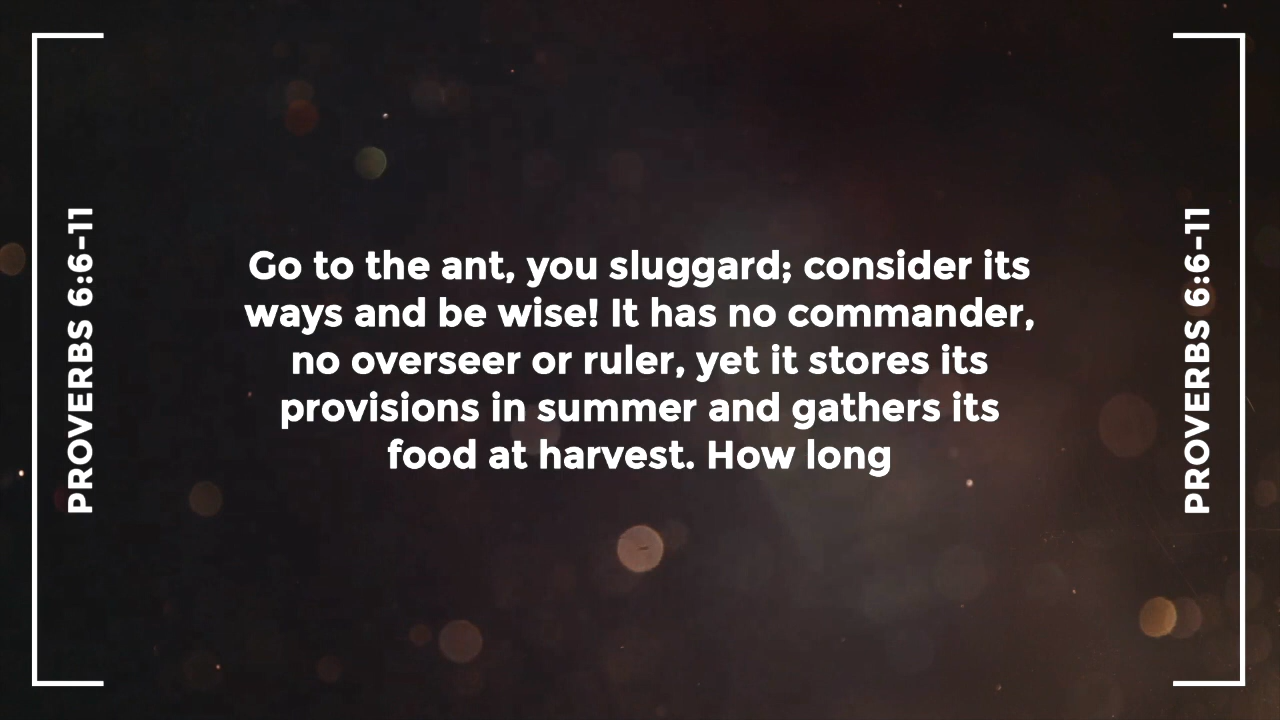 PROVERBS 6:6-11
Go to the ant, you sluggard; consider its
ways and be wise! It has no commander,
no overseer or ruler, yet it stores its
provisions in summer and gathers its
food at harvest. How long
PROVERBS 6:6-11